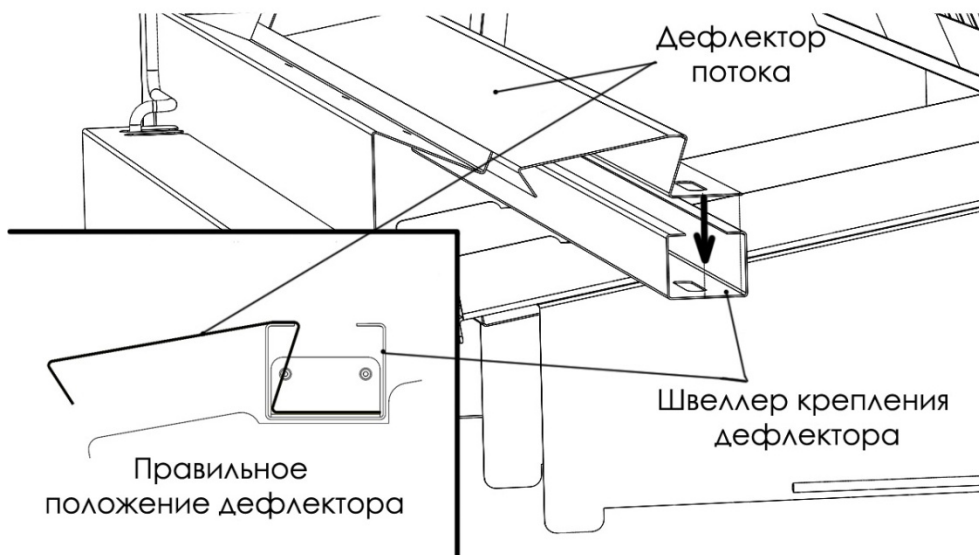 Дефлектор
потока
Швеллер крепления
дефлектора
Правильное
положение дефлектора